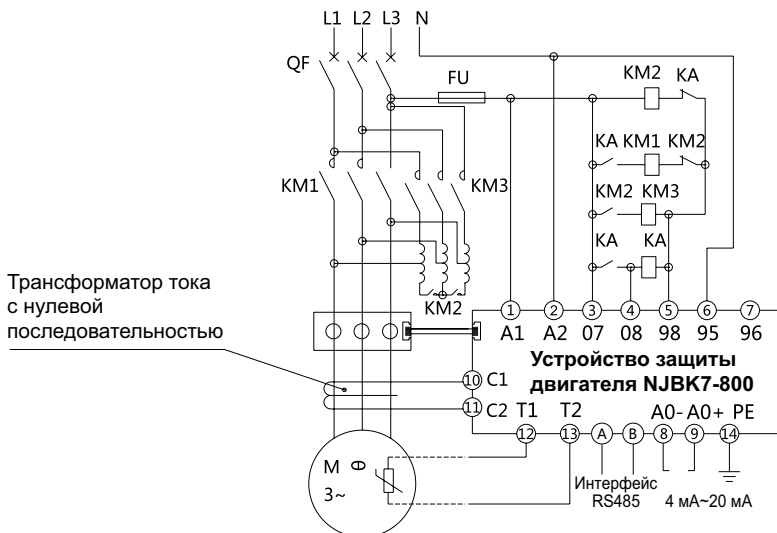 L1 L2 L3 N
QF
FU
KM2 KA
KA KM1 KM2
KM1
KM3
KM2 KM3
KA KA
KM2
Трансформатор тока
с нулевой
последовательностью
1 2 3 4 5 6 7
A1 A2 07 08 98 95 96
Устройство защиты
двигателя NJBK7-800
10 C1
11 C2 T1 T2 A0- A0+ PE
12 13 A B 8 9 14
M
3~
Интерфейс
RS485
4 мА~20 мА